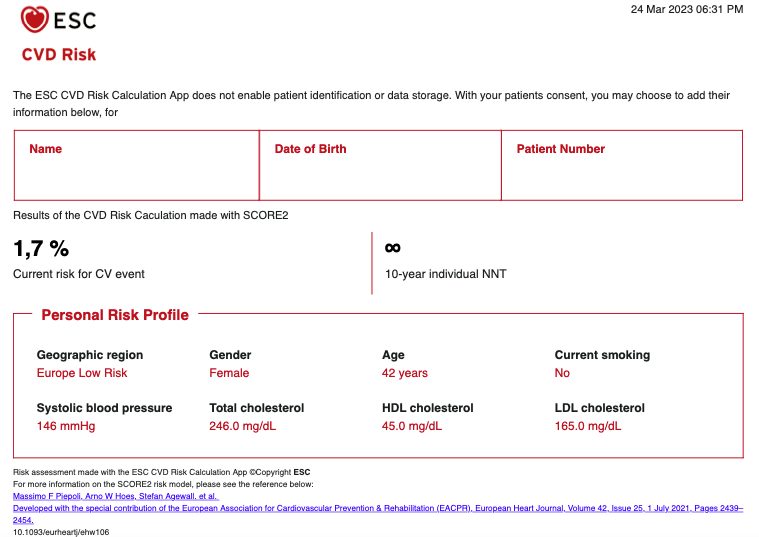 ESC
24 Mar 2023 06:31 PM
CVD Risk
The ESC CVD Risk Calculation App does not enable patient identification or data storage. With your patients consent, you may choose to add their
information below, for
Name Date of Birth Patient Number
Results of the CVD Risk Caculation made with SCORE2
1,7 % ∞
Current risk for CV event 10-year individual NNT
Personal Risk Profile
Geographic region Gender Age Current smoking
Europe Low Risk Female 42 years No
Systolic blood pressure Total cholesterol HDL cholesterol LDL cholesterol
146 mmHg 246.0 mg/dL 45.0 mg/dL 165.0 mg/dL
Risk assessment made with the ESC CVD Risk Calculation App ©Copyright ESC
For more information on the SCORE2 risk model, please see the reference below:
Massimo F Piepoli, Arno W Hoes, Stefan Agewall, et al.
Developed with the special contribution of the European Association for Cardiovascular Prevention & Rehabilitation (EACPR), European Heart Journal, Volume 42, Issue 25, 1 July 2021, Pages 2439–
2454,
10.1093/eurheartj/ehw106